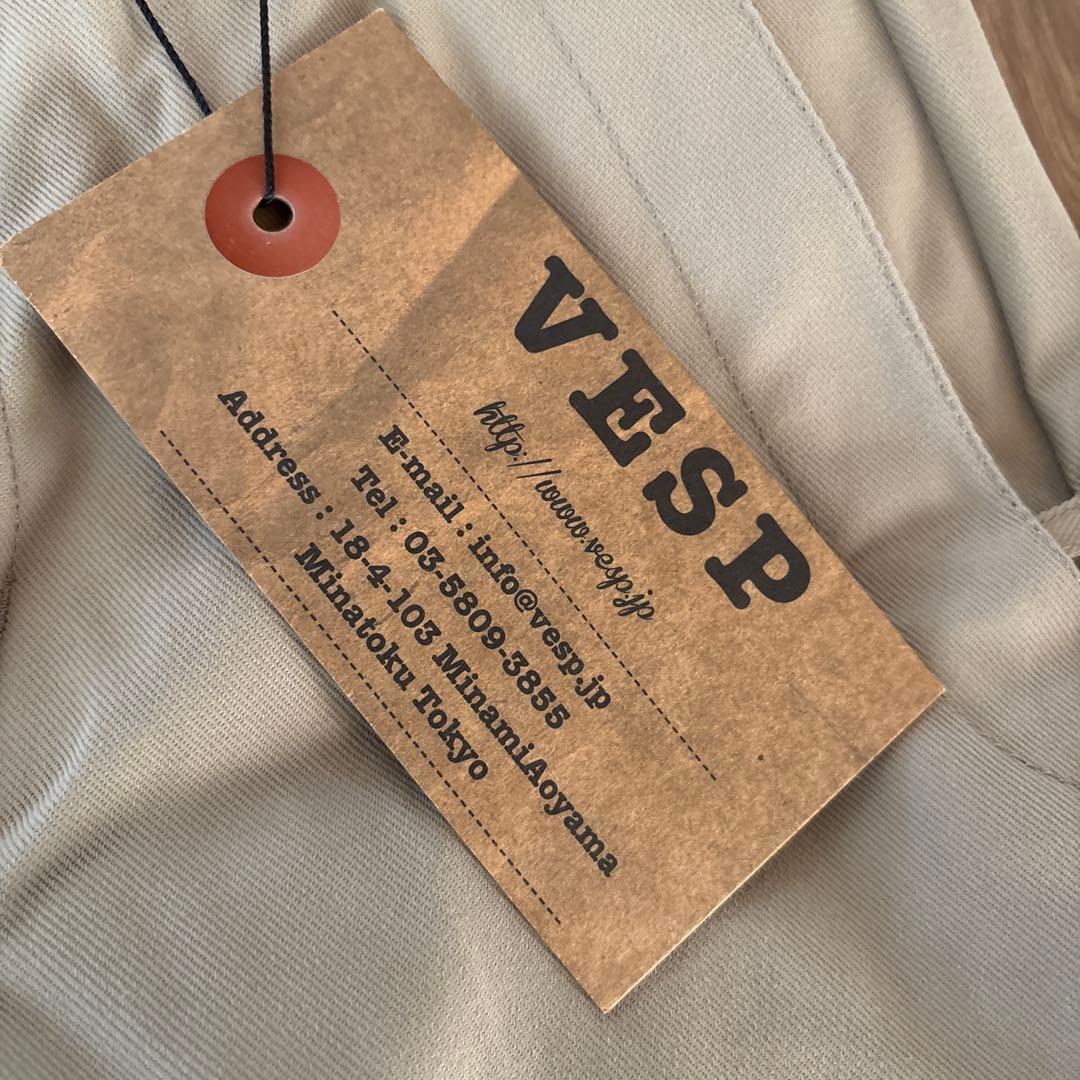 VESP
http://www.vesp.jp
E-mail : info@vesp.jp
Tel : 03-5809-3855
Address : 18-4-103 MinamiAoyama
Minatoku Tokyo